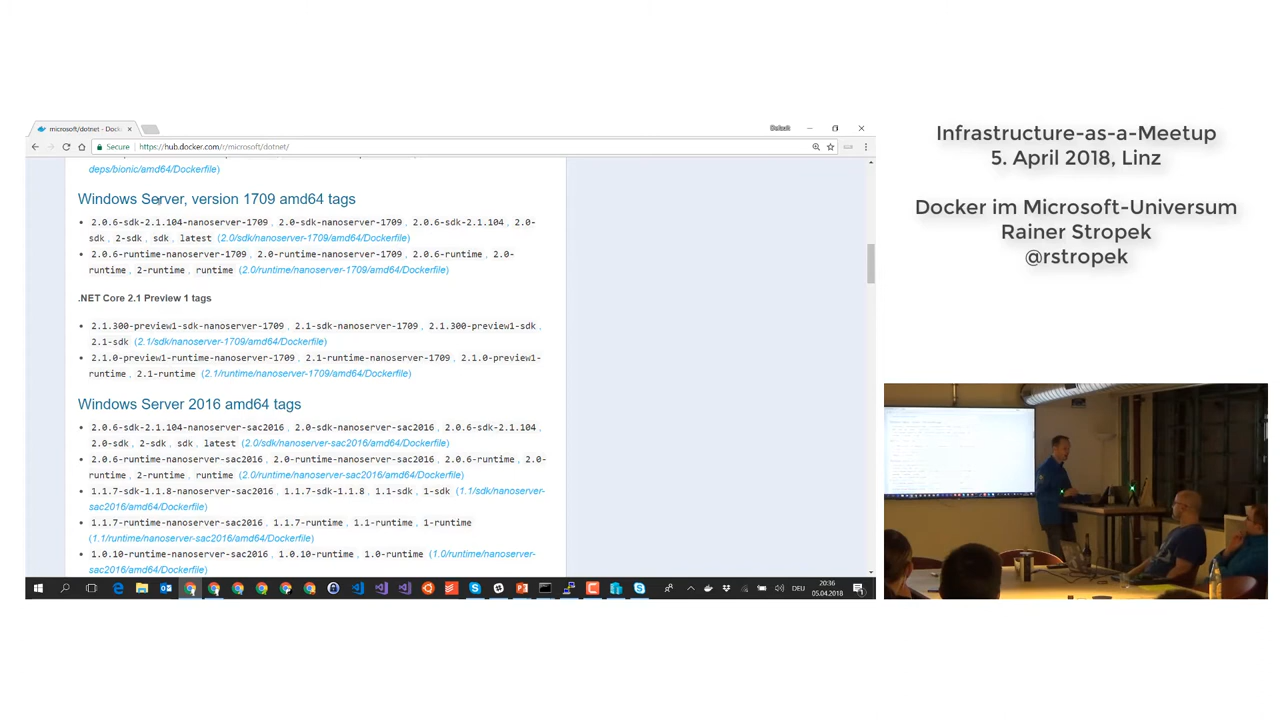 microsoft/dotnet - Dock
Default
Secure
https://hub.docker.com/r/microsoft/dotnet/
deps/bionic/amd64/Dockerfile)
Windows Server, version 1709 amd64 tags
• 2.0.6-sdk-2.1.104-nanoserver-1709 , 2.0-sdk-nanoserver-1709 , 2.0.6-sdk-2.1.104 , 2.0-
sdk , 2-sdk , sdk , latest (2.0/sdk/nanoserver-1709/amd64/Dockerfile)
• 2.0.6-runtime-nanoserver-1709 , 2.0-runtime-nanoserver-1709 , 2.0.6-runtime , 2.0-
runtime , 2-runtime , runtime (2.0/runtime/nanoserver-1709/amd64/Dockerfile)
.NET Core 2.1 Preview 1 tags
• 2.1.300-preview1-sdk-nanoserver-1709 , 2.1-sdk-nanoserver-1709 , 2.1.300-preview1-sdk ,
2.1-sdk (2.1/sdk/nanoserver-1709/amd64/Dockerfile)
• 2.1.0-preview1-runtime-nanoserver-1709 , 2.1-runtime-nanoserver-1709 , 2.1.0-preview1-
runtime , 2.1-runtime (2.1/runtime/nanoserver-1709/amd64/Dockerfile)
Windows Server 2016 amd64 tags
• 2.0.6-sdk-2.1.104-nanoserver-sac2016 , 2.0-sdk-nanoserver-sac2016 , 2.0.6-sdk-2.1.104 ,
2.0-sdk , 2-sdk , sdk , latest (2.0/sdk/nanoserver-sac2016/amd64/Dockerfile)
• 2.0.6-runtime-nanoserver-sac2016 , 2.0-runtime-nanoserver-sac2016 , 2.0.6-runtime , 2.0-
runtime , 2-runtime , runtime (2.0/runtime/nanoserver-sac2016/amd64/Dockerfile)
• 1.1.7-sdk-1.1.8-nanoserver-sac2016 , 1.1.7-sdk-1.1.8 , 1.1-sdk , 1-sdk (1.1/sdk/nanoserver-
sac2016/amd64/Dockerfile)
• 1.1.7-runtime-nanoserver-sac2016 , 1.1.7-runtime , 1.1-runtime , 1-runtime
(1.1/runtime/nanoserver-sac2016/amd64/Dockerfile)
• 1.0.10-runtime-nanoserver-sac2016 , 1.0.10-runtime , 1.0-runtime (1.0/runtime/nanoserver-
sac2016/amd64/Dockerfile)
DEU
20:36
05.04.2018
Infrastructure-as-a-Meetup
5. April 2018, Linz
Docker im Microsoft-Universum
Rainer Stropek
@rstropek